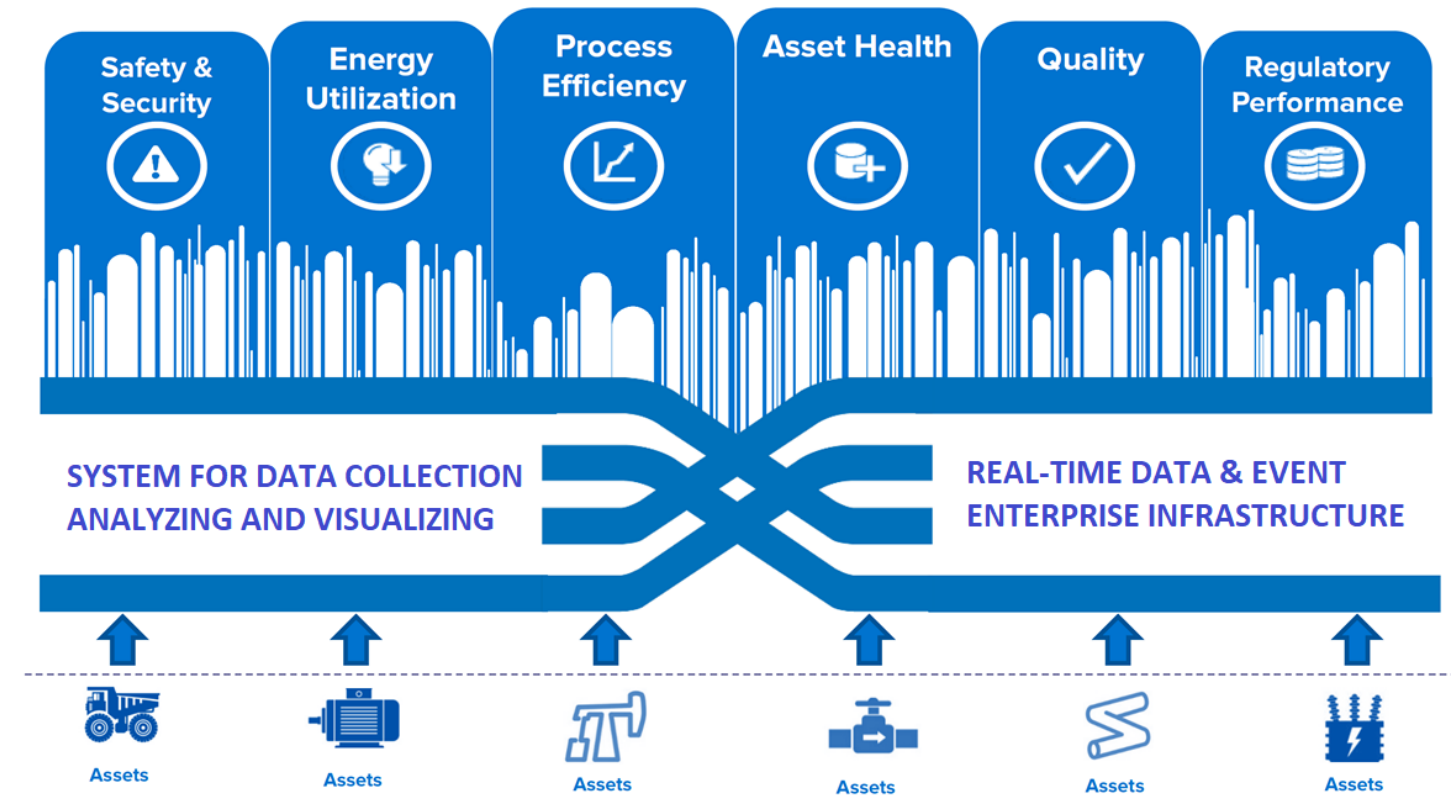 Safety &
Security
Energy
Utilization
Process
Efficiency
Asset Health
Quality
Regulatory
Performance
SYSTEM FOR DATA COLLECTION
ANALYZING AND VISUALIZING
REAL-TIME DATA & EVENT
ENTERPRISE INFRASTRUCTURE
Assets
Assets
Assets
Assets
Assets
Assets